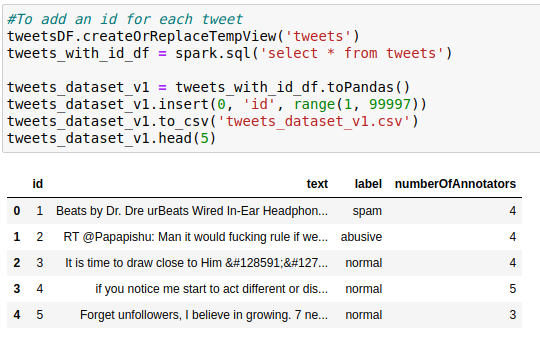 #To add an id for each tweet
tweetsDF.createOrReplaceTempView('tweets')
tweets_with_id_df = spark.sql('select * from tweets')
tweets_dataset_v1 = tweets_with_id_df.toPandas()
tweets_dataset_v1.insert(0, 'id', range(1, 99997))
tweets_dataset_v1.to_csv('tweets_dataset_v1.csv')
tweets_dataset_v1.head(5)
id text label numberOfAnnotators
0 1 Beats by Dr. Dre urBeats Wired In-Ear Headphon... spam 4
1 2 RT @Papapishu: Man it would fucking rule if we... abusive 4
2 3 It is time to draw close to Him &#128591;&#127... normal 4
3 4 if you notice me start to act different or dis... normal 5
4 5 Forget unfollowers, I believe in growing. 7 ne... normal 3